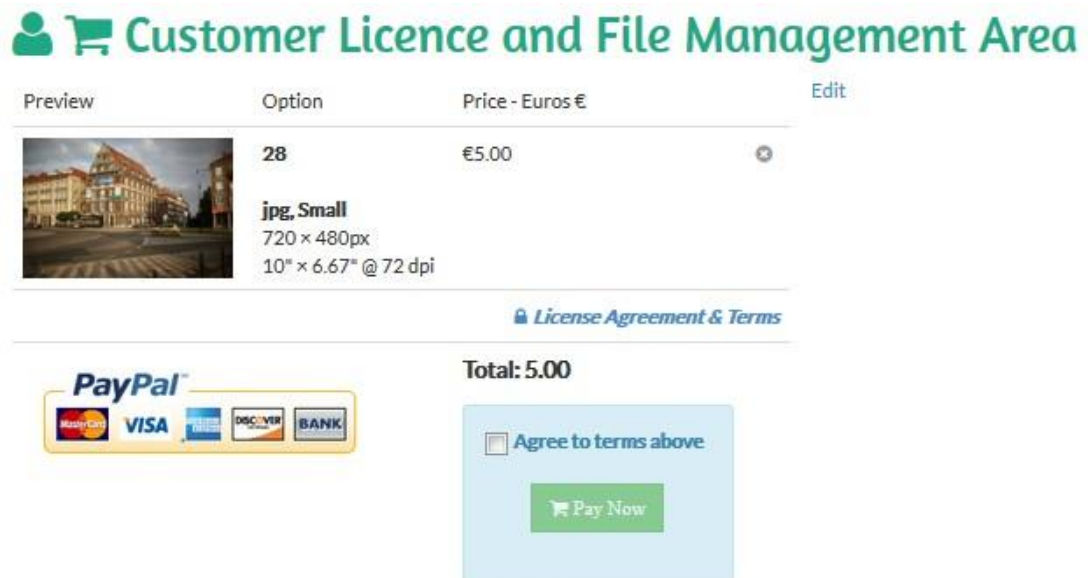 Customer Licence and File Management Area
Preview Option Price - Euros € Edit
28 €5.00
jpg, Small
720 × 480px
10" × 6.67" @ 72 dpi
License Agreement & Terms
PayPal™
MasterCard VISA DISCOVER BANK
Total: 5.00
Agree to terms above
Pay Now